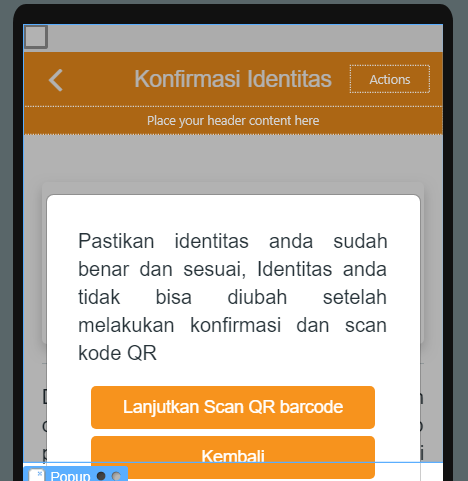 Konfirmasi Identitas
Actions
Place your header content here
Pastikan identitas anda sudah
benar dan sesuai, Identitas anda
tidak bisa diubah setelah
melakukan konfirmasi dan scan
kode QR
Lanjutkan Scan QR barcode
Kembali
Popup